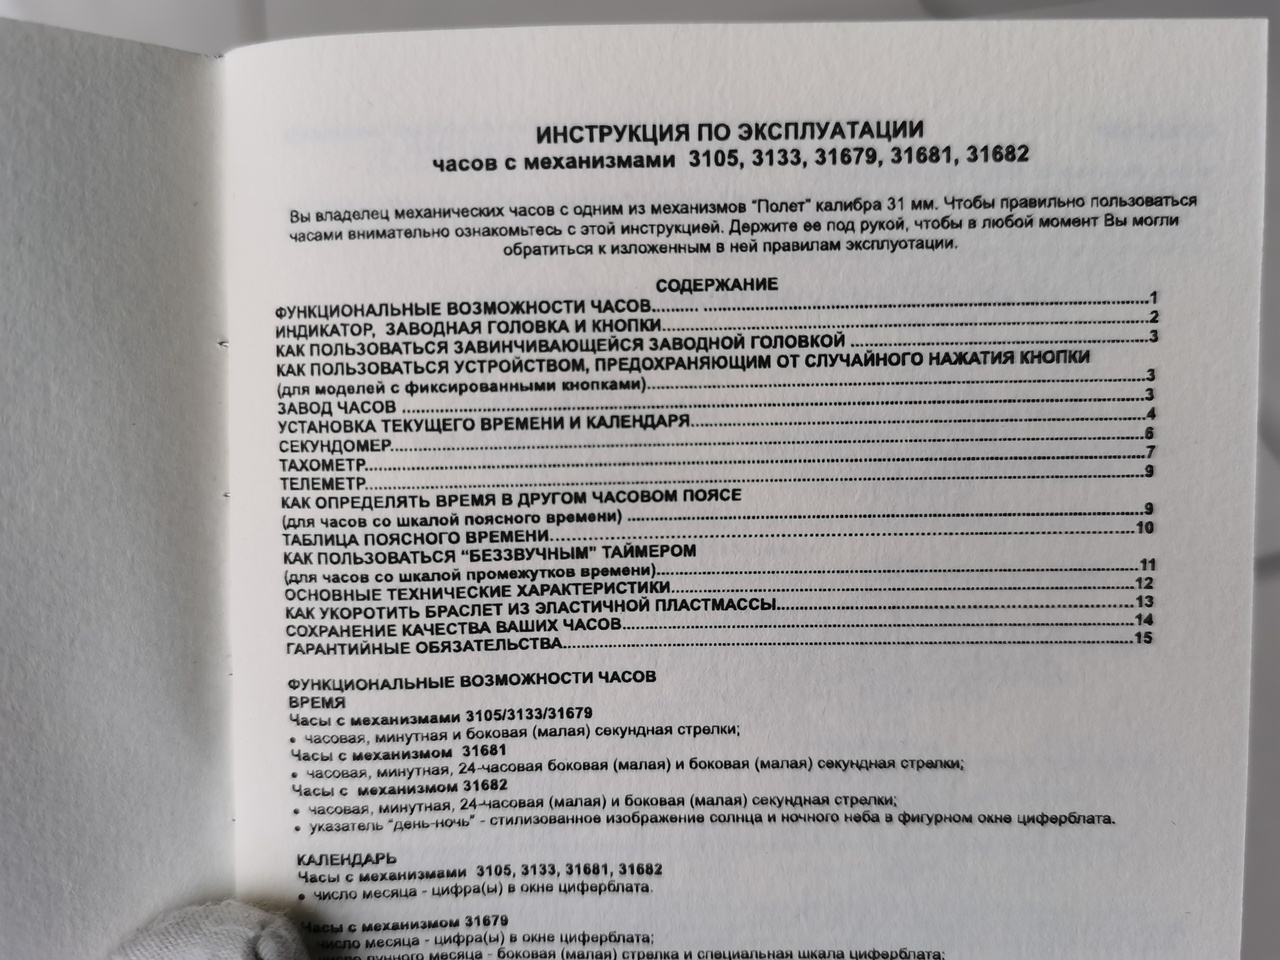 ИНСТРУКЦИЯ ПО ЭКСПЛУАТАЦИИ
часов с механизмами 3105, 3133, 31679, 31681, 31682
Вы владелец механических часов с одним из механизмов "Полет" калибра 31 мм. Чтобы правильно пользоваться
часами внимательно ознакомьтесь с этой инструкцией. Держите ее под рукой, чтобы в любой момент Вы могли
обратиться к изложенным в ней правилам эксплуотации.
СОДЕРЖАНИЕ
ФУНКЦИОНАЛЬНЫЕ ВОЗМОЖНОСТИ ЧАСОВ..........1
ИНДИКАТОР, ЗАВОДНАЯ ГОЛОВКА И КНОПКИ..........2
КАК ПОЛЬЗОВАТЬСЯ ЗАВИНЧИВАЮЩЕЙСЯ ЗАВОДНОЙ ГОЛОВКОЙ ..........3
КАК ПОЛЬЗОВАТЬСЯ УСТРОЙСТВОМ, ПРЕДОХРАНЯЮЩИМ ОТ СЛУЧАЙНОГО НАЖАТИЯ КНОПКИ
(для моделей с фиксированными кнопками)..........3
ЗАВОД ЧАСОВ ..........3
УСТАНОВКА ТЕКУЩЕГО ВРЕМЕНИ И КАЛЕНДАРЯ..........4
СЕКУНДОМЕР..........6
ТАХОМЕТР..........7
ТЕЛЕМЕТР..........9
КАК ОПРЕДЕЛЯТЬ ВРЕМЯ В ДРУГОМ ЧАСОВОМ ПОЯСЕ
(для часов со шкалой поясного времени) ..........9
ТАБЛИЦА ПОЯСНОГО ВРЕМЕНИ..........10
КАК ПОЛЬЗОВАТЬСЯ "БЕЗЗВУЧНЫМ" ТАЙМЕРОМ
(для часов со шкалой промежутков времени)..........11
ОСНОВНЫЕ ТЕХНИЧЕСКИЕ ХАРАКТЕРИСТИКИ..........12
КАК УКОРОТИТЬ БРАСЛЕТ ИЗ ЭЛАСТИЧНОЙ ПЛАСТМАССЫ..........13
СОХРАНЕНИЕ КАЧЕСТВА ВАШИХ ЧАСОВ..........14
ГАРАНТИЙНЫЕ ОБЯЗАТЕЛЬСТВА..........15
ФУНКЦИОНАЛЬНЫЕ ВОЗМОЖНОСТИ ЧАСОВ
ВРЕМЯ
Часы с механизмами 3105/3133/31679
• часовая, минутная и боковая (малая) секундная стрелки;
Часы с механизмом 31681
• часовая, минутная, 24-часовая боковая (малая) и боковая (малая) секундная стрелки;
Часы с механизмом 31682
• часовая, минутная, 24-часовая (малая) и боковая (малая) секундная стрелки;
• указатель "день-ночь" - стилизованное изображение солнца и ночного неба в фигурном окне циферблата.
КАЛЕНДАРЬ
Часы с механизмами 3105, 3133, 31681, 31682
• число месяца - цифра(ы) в окне циферблата.
Часы с механизмом 31679
число месяца - цифра(ы) в окне циферблата;
число лунного месяца - боковая (малая) стрелка и специальная шкала циферблата;